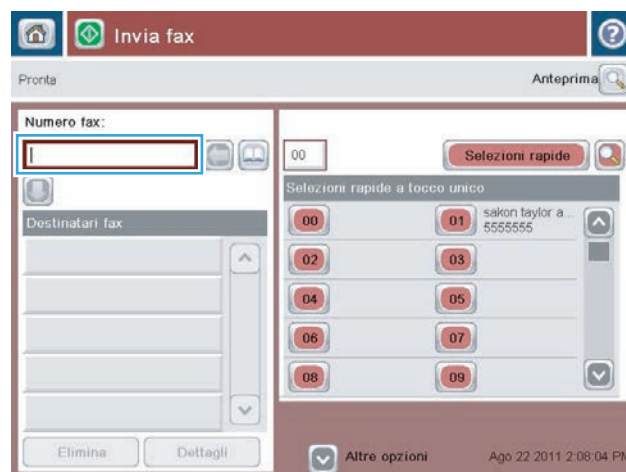 Invia fax
Pronta
Anteprima
Numero fax:
00
Selezioni rapide
Selezioni rapide a tocco unico
Destinatari fax
00
01
sakon taylor a...
5555555
02
03
04
05
06
07
08
09
Elimina
Dettagli
Altre opzioni
Ago 22 2011 2:08:04 PM